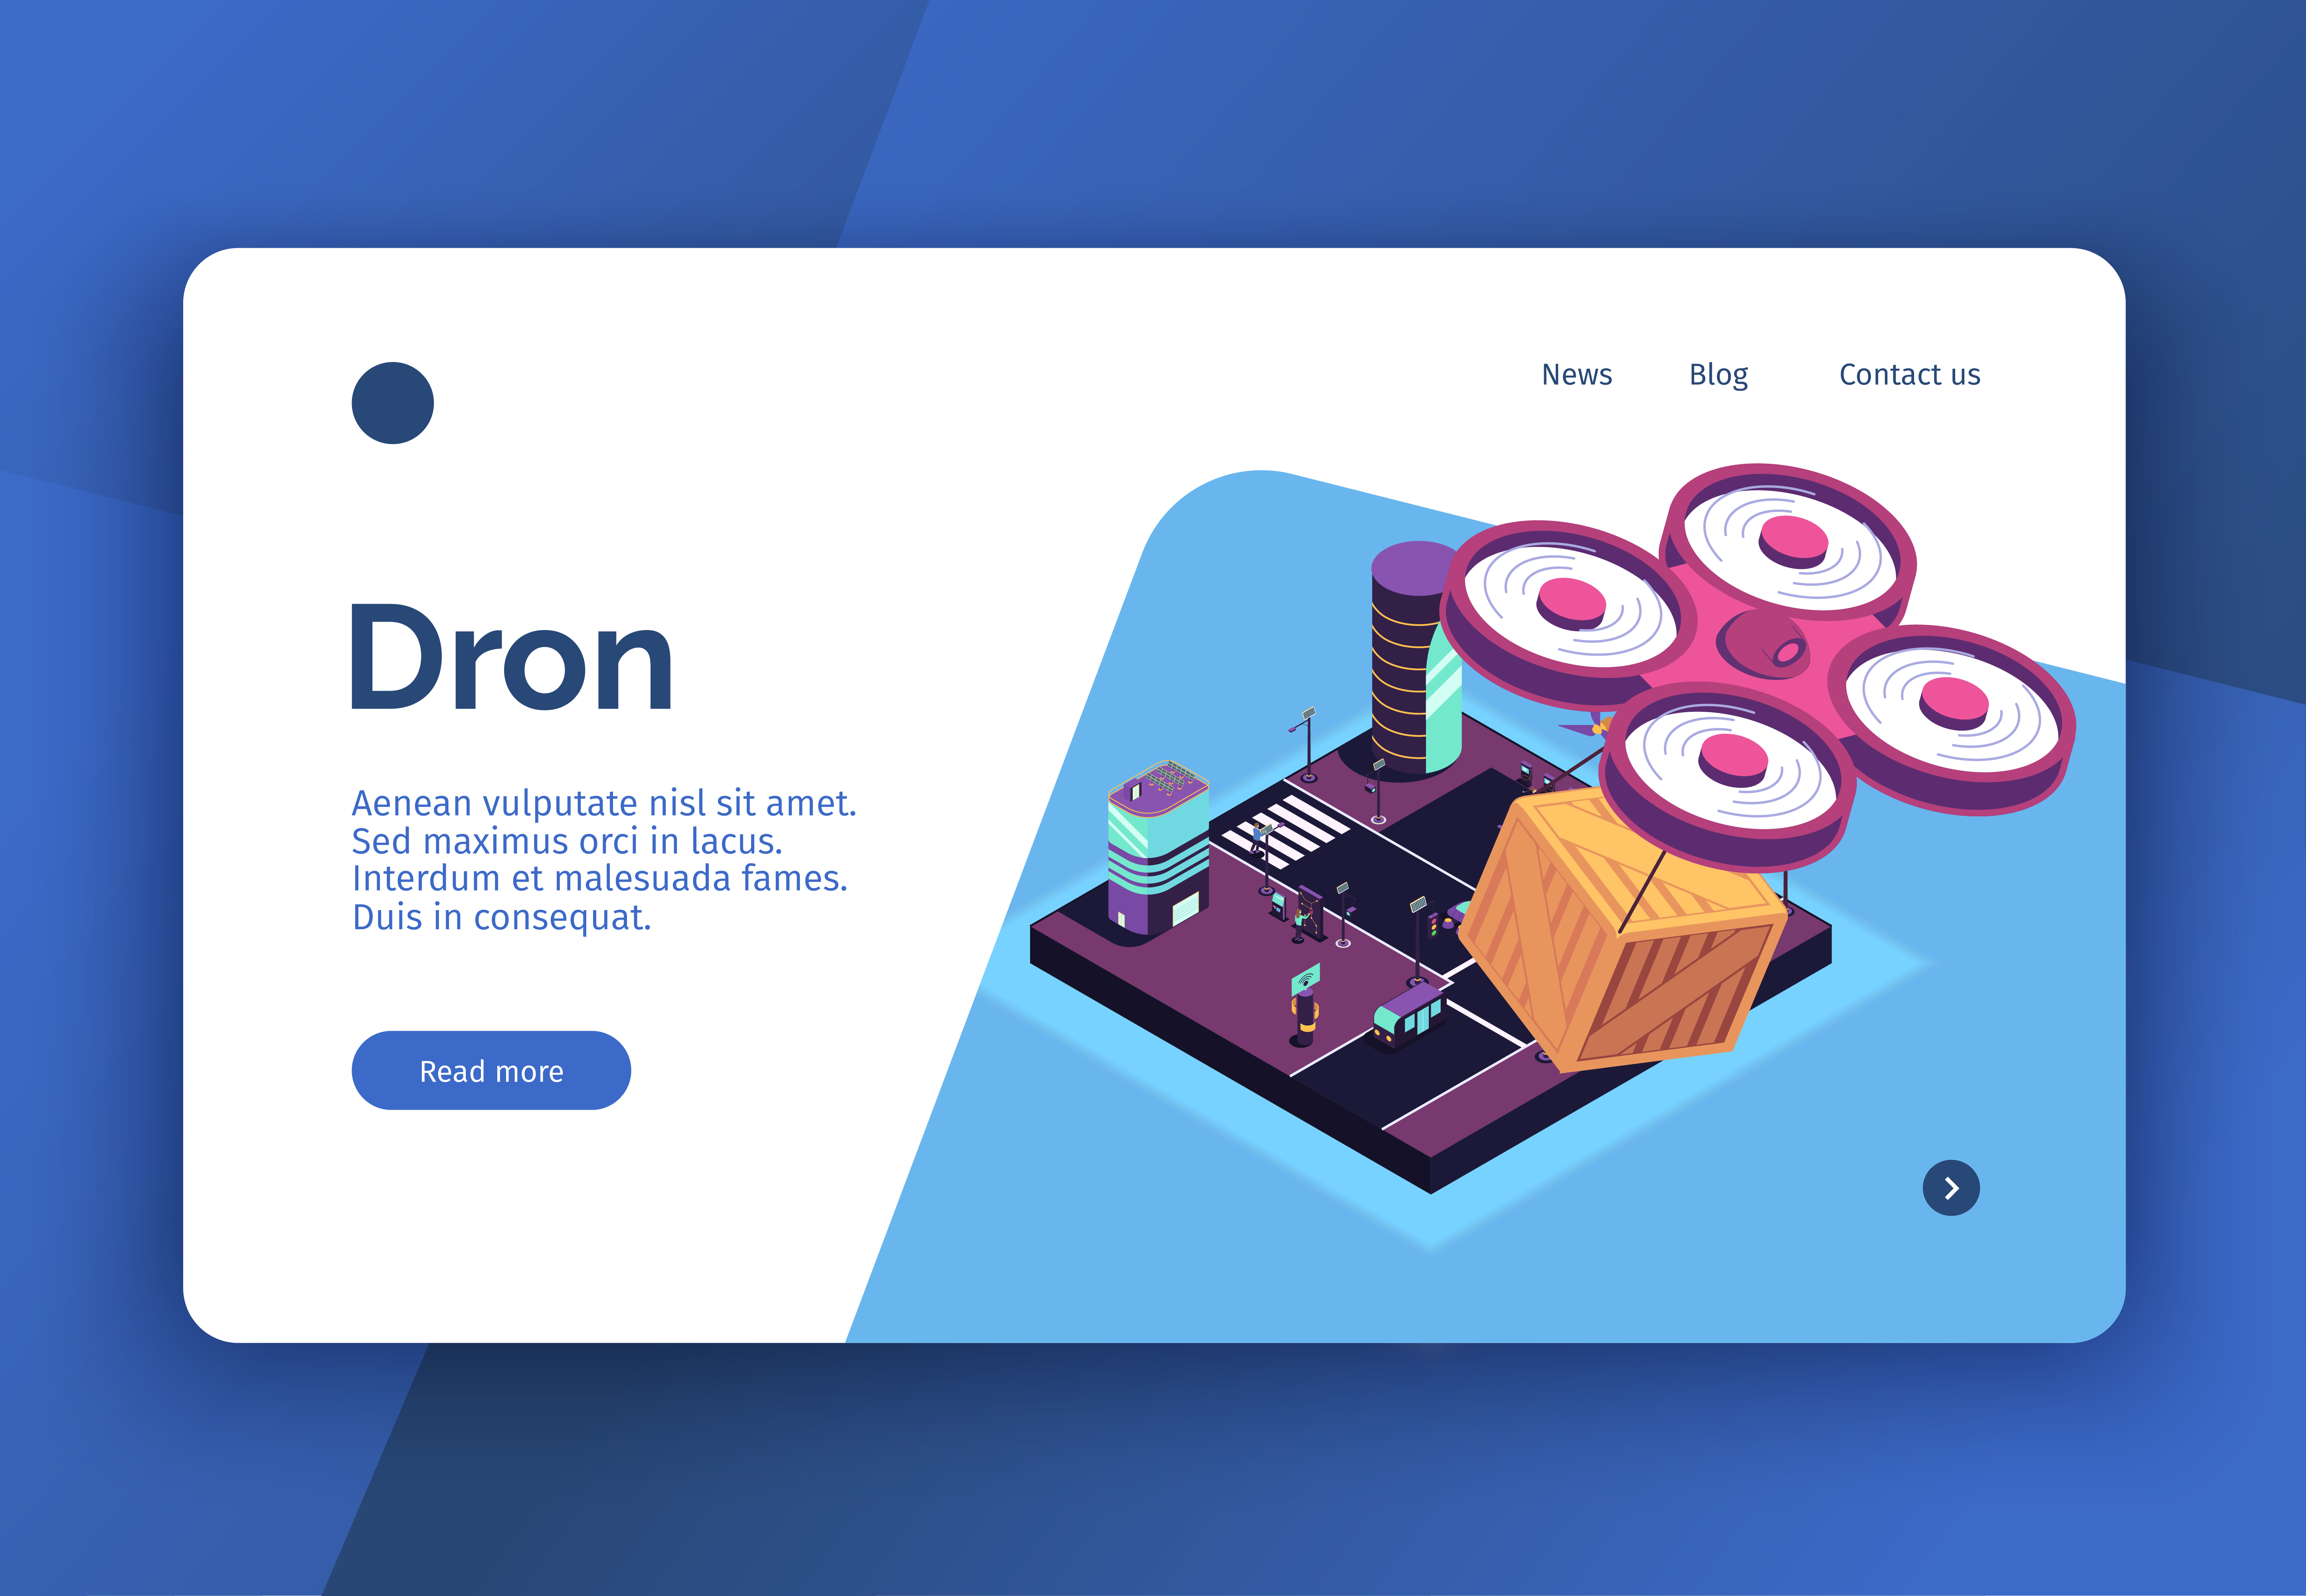 News Blog Contact us
Dron
Aenean vulputate nisl sit amet.
Sed maximus orci in lacus.
Interdum et malesuada fames.
Duis in consequat.
Read more